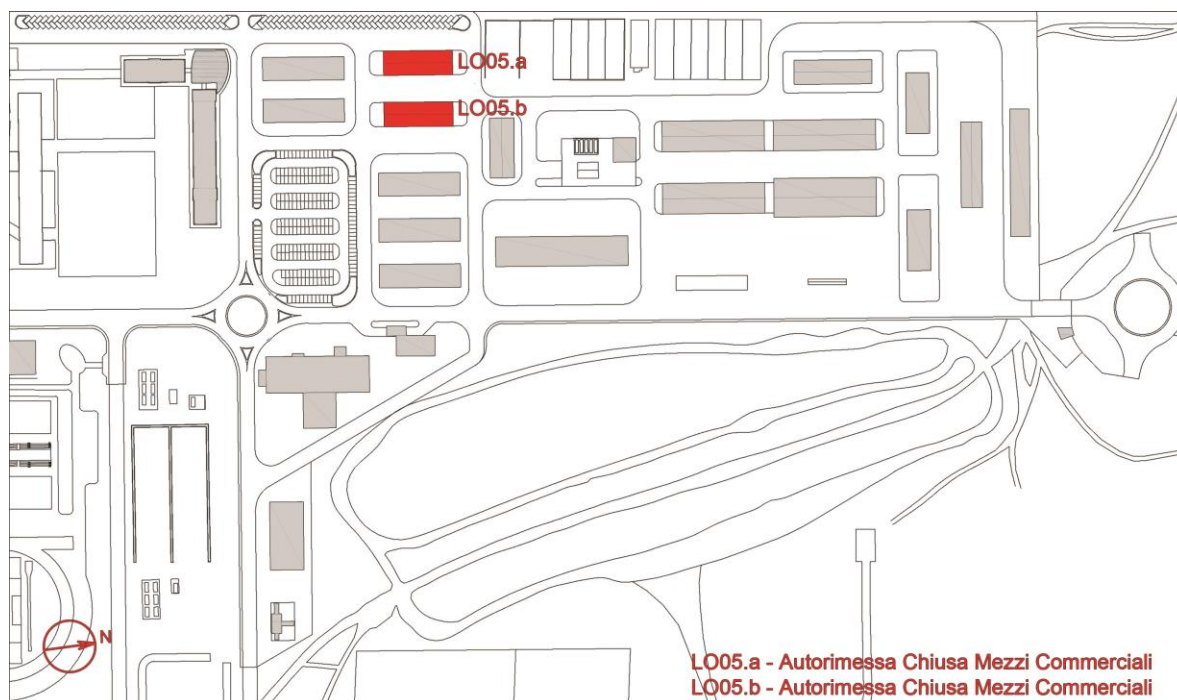 LO05.a
LO05.b
N
LO05.a - Autorimessa Chiusa Mezzi Commerciali
LO05.b - Autorimessa Chiusa Mezzi Commerciali